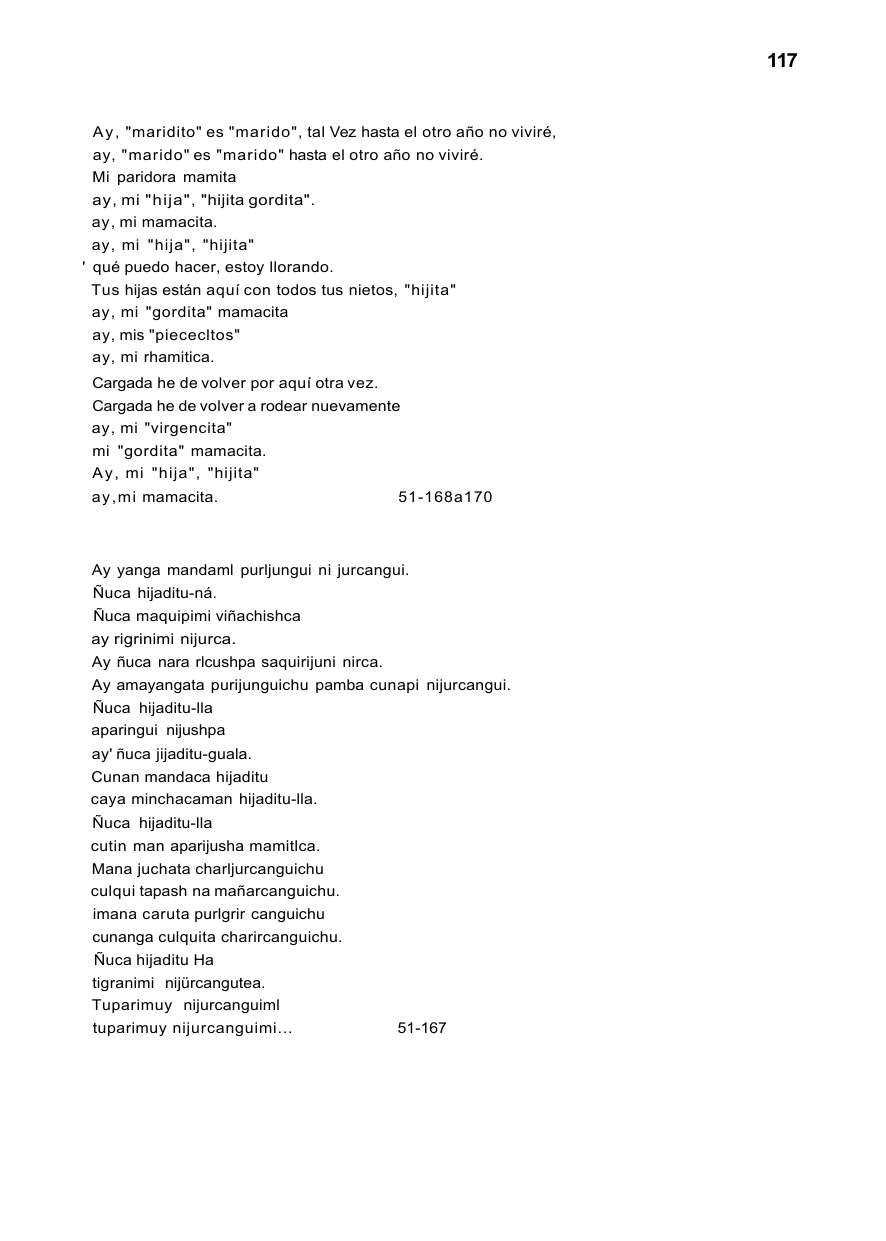 117
Ay, "maridito" es "marido", tal Vez hasta el otro año no viviré,
ay, "marido" es "marido" hasta el otro año no viviré.
Mi paridora mamita
ay, mi "hija", "hijita gordita".
ay, mi mamacita.
ay, mi "hija", "hijita"
' qué puedo hacer, estoy llorando.
Tus hijas están aquí con todos tus nietos, "hijita"
ay, mi "gordita" mamacita
ay, mis "piececltos"
ay, mi rhamitica.
Cargada he de volver por aquí otra vez.
Cargada he de volver a rodear nuevamente
ay, mi "virgencita"
mi "gordita" mamacita.
Ay, mi "hija", "hijita"
ay,mi mamacita. 51-168a170
Ay yanga mandaml purljungui ni jurcangui.
Ñuca hijaditu-ná.
Ñuca maquipimi viñachishca
ay rigrinimi nijurca.
Ay ñuca nara rlcushpa saquirijuni nirca.
Ay amayangata purijunguichu pamba cunapi nijurcangui.
Ñuca hijaditu-lla
aparingui nijushpa
ay' ñuca jijaditu-guala.
Cunan mandaca hijaditu
caya minchacaman hijaditu-lla.
Ñuca hijaditu-lla
cutin man aparijusha mamitlca.
Mana juchata charljurcanguichu
culqui tapash na mañarcanguichu.
imana caruta purlgrir canguichu
cunanga culquita charircanguichu.
Ñuca hijaditu Ha
tigranimi nijürcangutea.
Tuparimuy nijurcanguiml
tuparimuy nijurcanguimi... 51-167